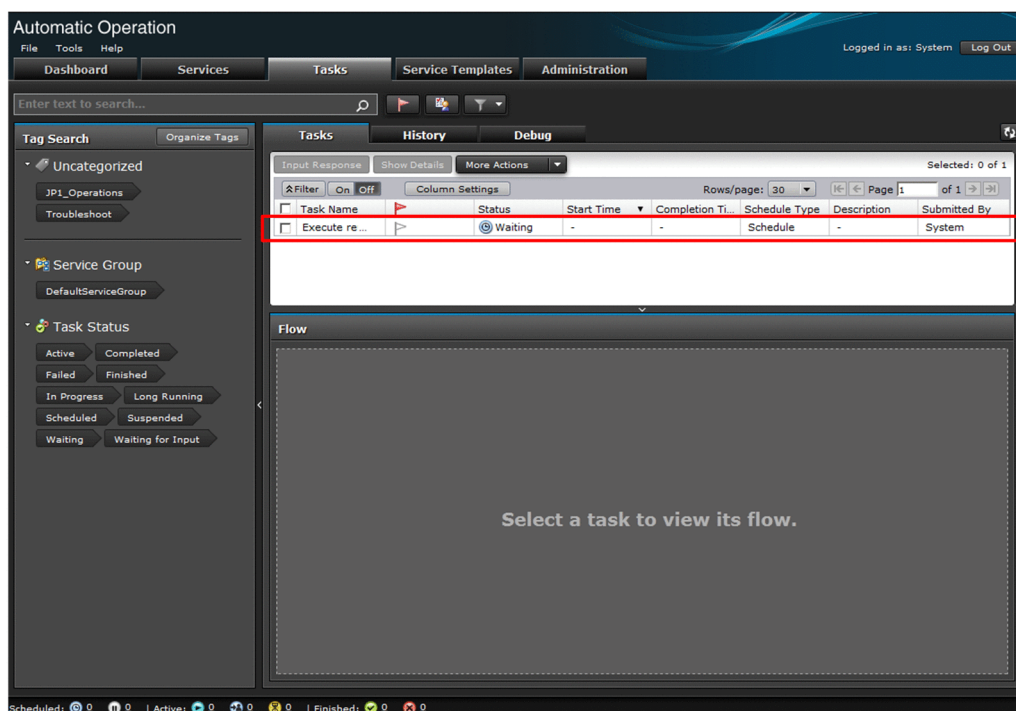 Automatic Operation
File Tools Help
Logged in as: System Log Out
Dashboard Services Tasks Service Templates Administration
Enter text to search...
Tag Search Organize Tags
Uncategorized
JP1_Operations
Troubleshoot
Service Group
DefaultServiceGroup
Task Status
Active Completed
Failed Finished
In Progress Long Running
Scheduled Suspended
Waiting Waiting for Input
Tasks History Debug
Input Response Show Details More Actions Selected: 0 of 1
Filter On Off Column Settings Rows/page: 30 Page 1 of 1
Task Name Status Start Time Completion Ti... Schedule Type Description Submitted By
Execute re... Waiting - - Schedule - System
Flow
Select a task to view its flow.
Scheduled: 0 0 | Active: 0 0 0 | Finished: 0 0